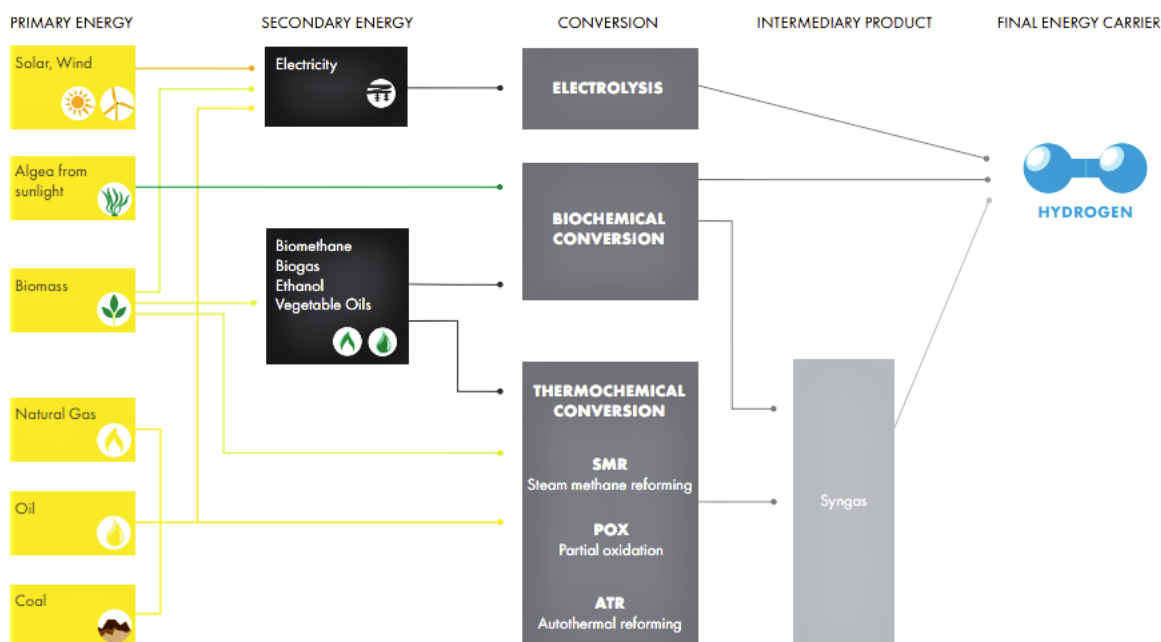 PRIMARY ENERGY
SECONDARY ENERGY
CONVERSION
INTERMEDIARY PRODUCT
FINAL ENERGY CARRIER
Solar, Wind
Electricity
ELECTROLYSIS
Algea from
sunlight
BIOCHEMICAL
CONVERSION
HYDROGEN
Biomass
Biomethane
Biogas
Ethanol
Vegetable Oils
Natural Gas
THERMOCHEMICAL
CONVERSION
SMR
Steam methane reforming
Oil
POX
Partial oxidation
Syngas
Coal
ATR
Autothermal reforming